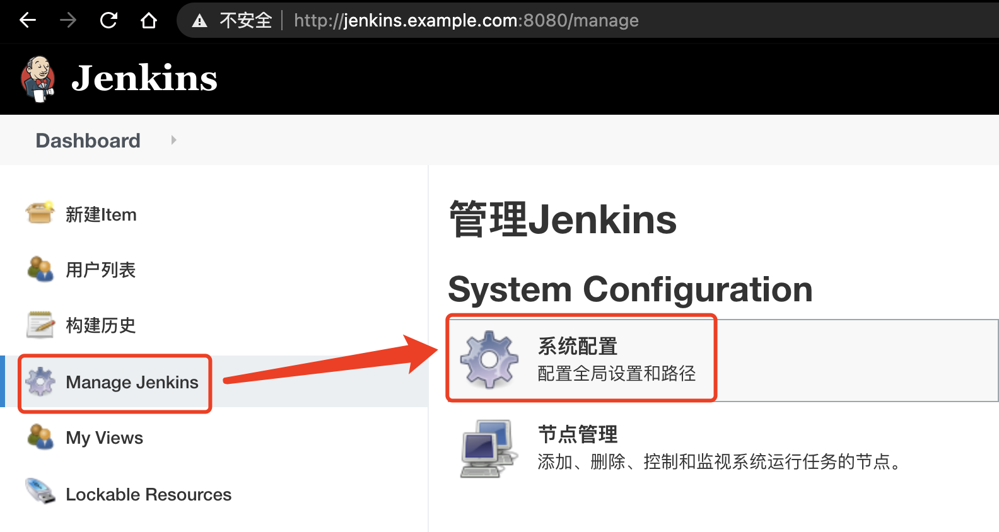 不安全 http://jenkins.example.com:8080/manage
Jenkins
Dashboard
新建Item
用户列表
构建历史
Manage Jenkins
My Views
Lockable Resources
管理Jenkins
System Configuration
系统配置
配置全局设置和路径
节点管理
添加、删除、控制和监视系统运行任务的节点。